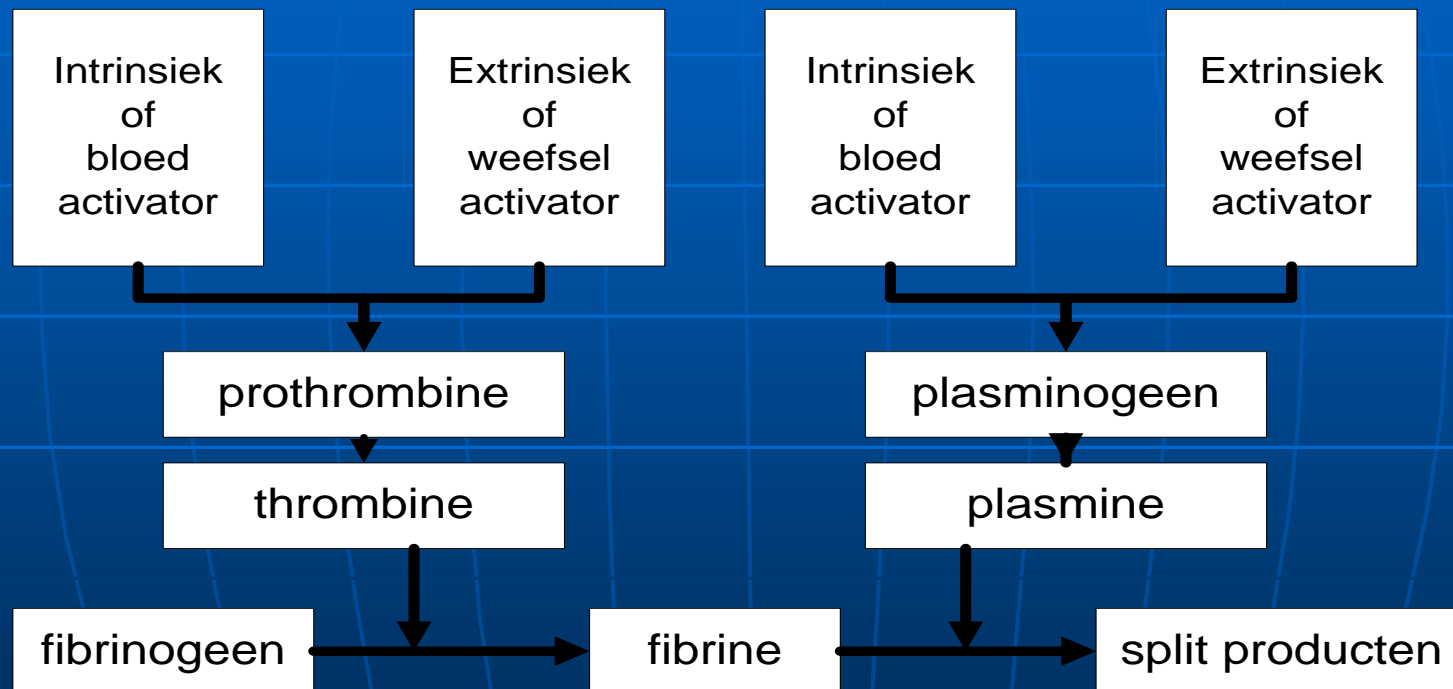 Intrinsiek
of
bloed
activator
Extrinsiek
of
weefsel
activator
Intrinsiek
of
bloed
activator
Extrinsiek
of
weefsel
activator
prothrombine
plasminogeen
thrombine
plasmine
fibrinogeen
fibrine
split producten